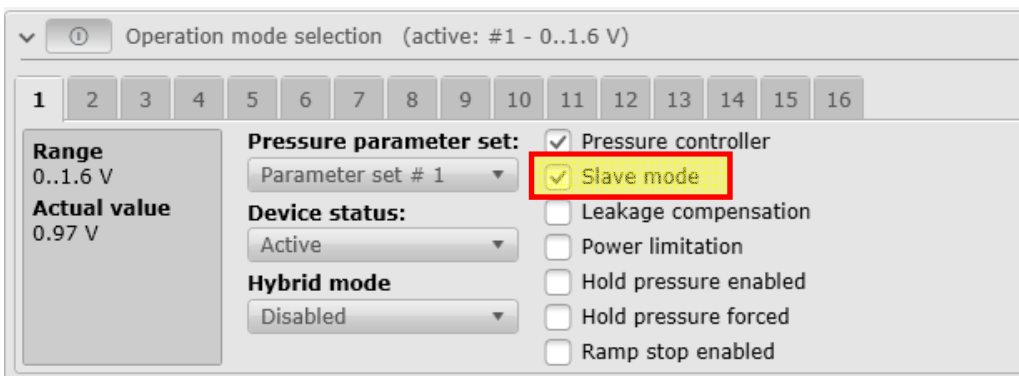 Operation mode selection (active: #1 - 0..1.6 V)
1 2 3 4 5 6 7 8 9 10 11 12 13 14 15 16
Range
0..1.6 V
Actual value
0.97 V
Pressure parameter set:
Parameter set # 1
Device status:
Active
Hybrid mode
Disabled
Pressure controller
Slave mode
Leakage compensation
Power limitation
Hold pressure enabled
Hold pressure forced
Ramp stop enabled